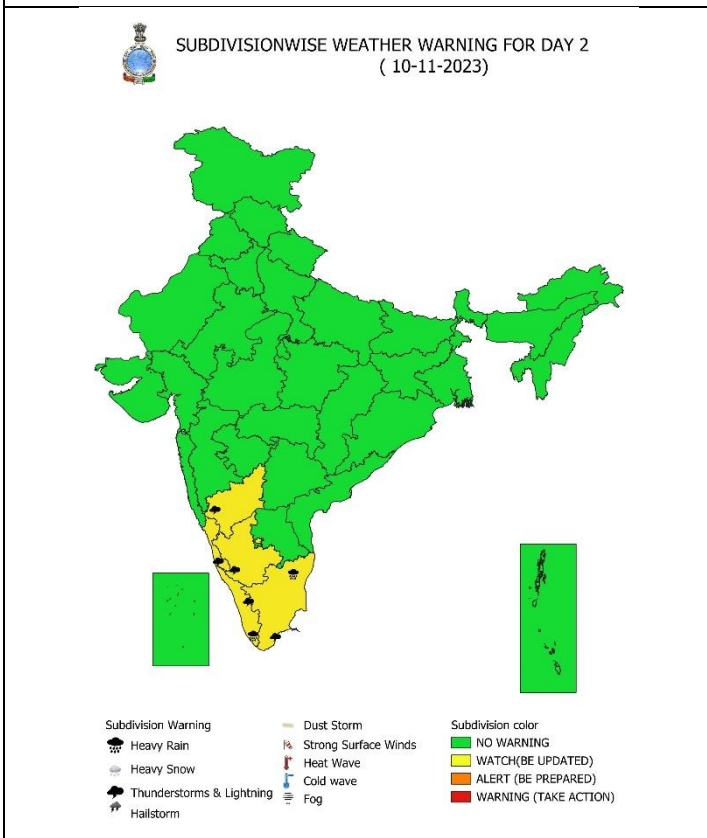 SUBDIVISIONWISE WEATHER WARNING FOR DAY 2
( 10-11-2023)
Subdivision Warning
Heavy Rain
Heavy Snow
Thunderstorms & Lightning
Hailstorm
Dust Storm
Strong Surface Winds
Heat Wave
Cold wave
Fog
Subdivision color
NO WARNING
WATCH(BE UPDATED)
ALERT (BE PREPARED)
WARNING (TAKE ACTION)